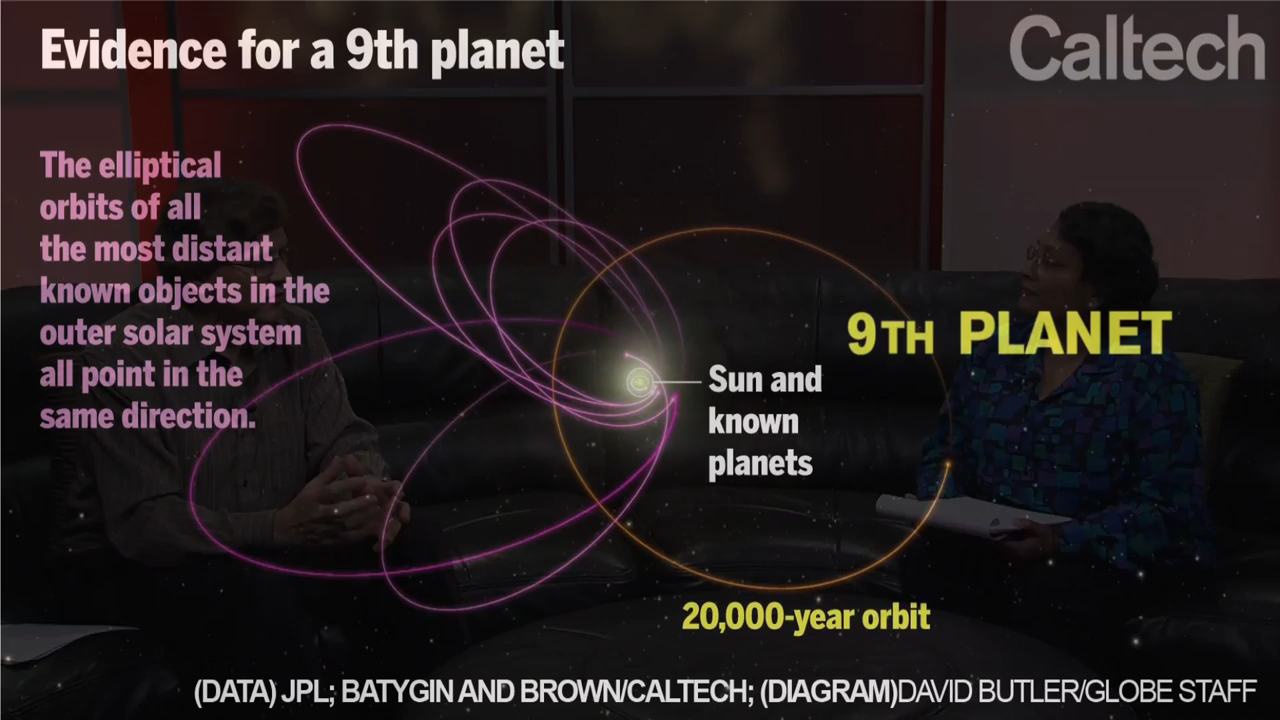 Evidence for a 9th planet
Caltech
The elliptical
orbits of all
the most distant
known objects in the
outer solar system
all point in the
same direction.
9TH PLANET
Sun and
known
planets
20,000-year orbit
(DATA) JPL; BATYGIN AND BROWN/CALTECH; (DIAGRAM)DAVID BUTLER/GLOBE STAFF